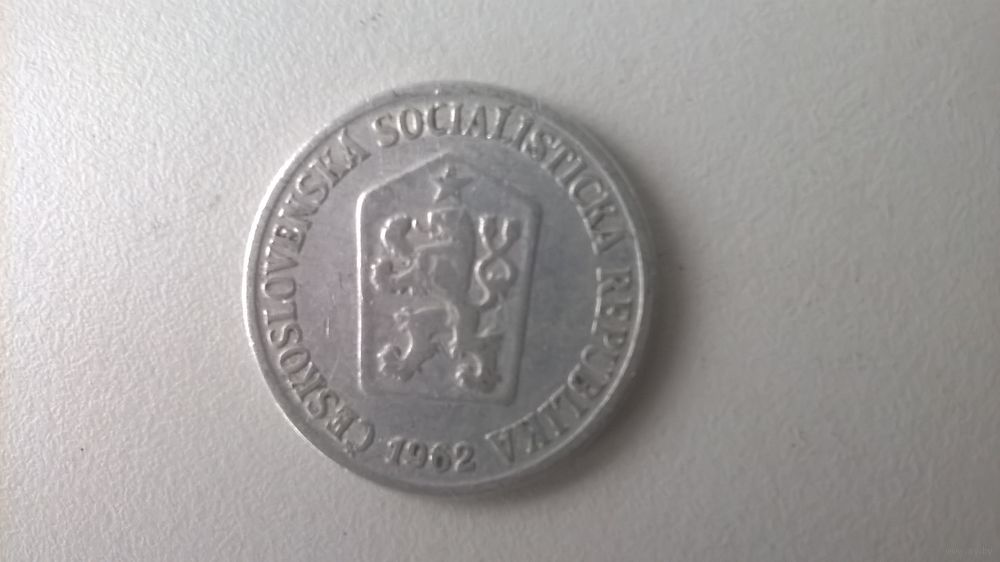 ČESKOSLOVENSKÁ SOCIALISTICKÁ REPUBLIKA
1962